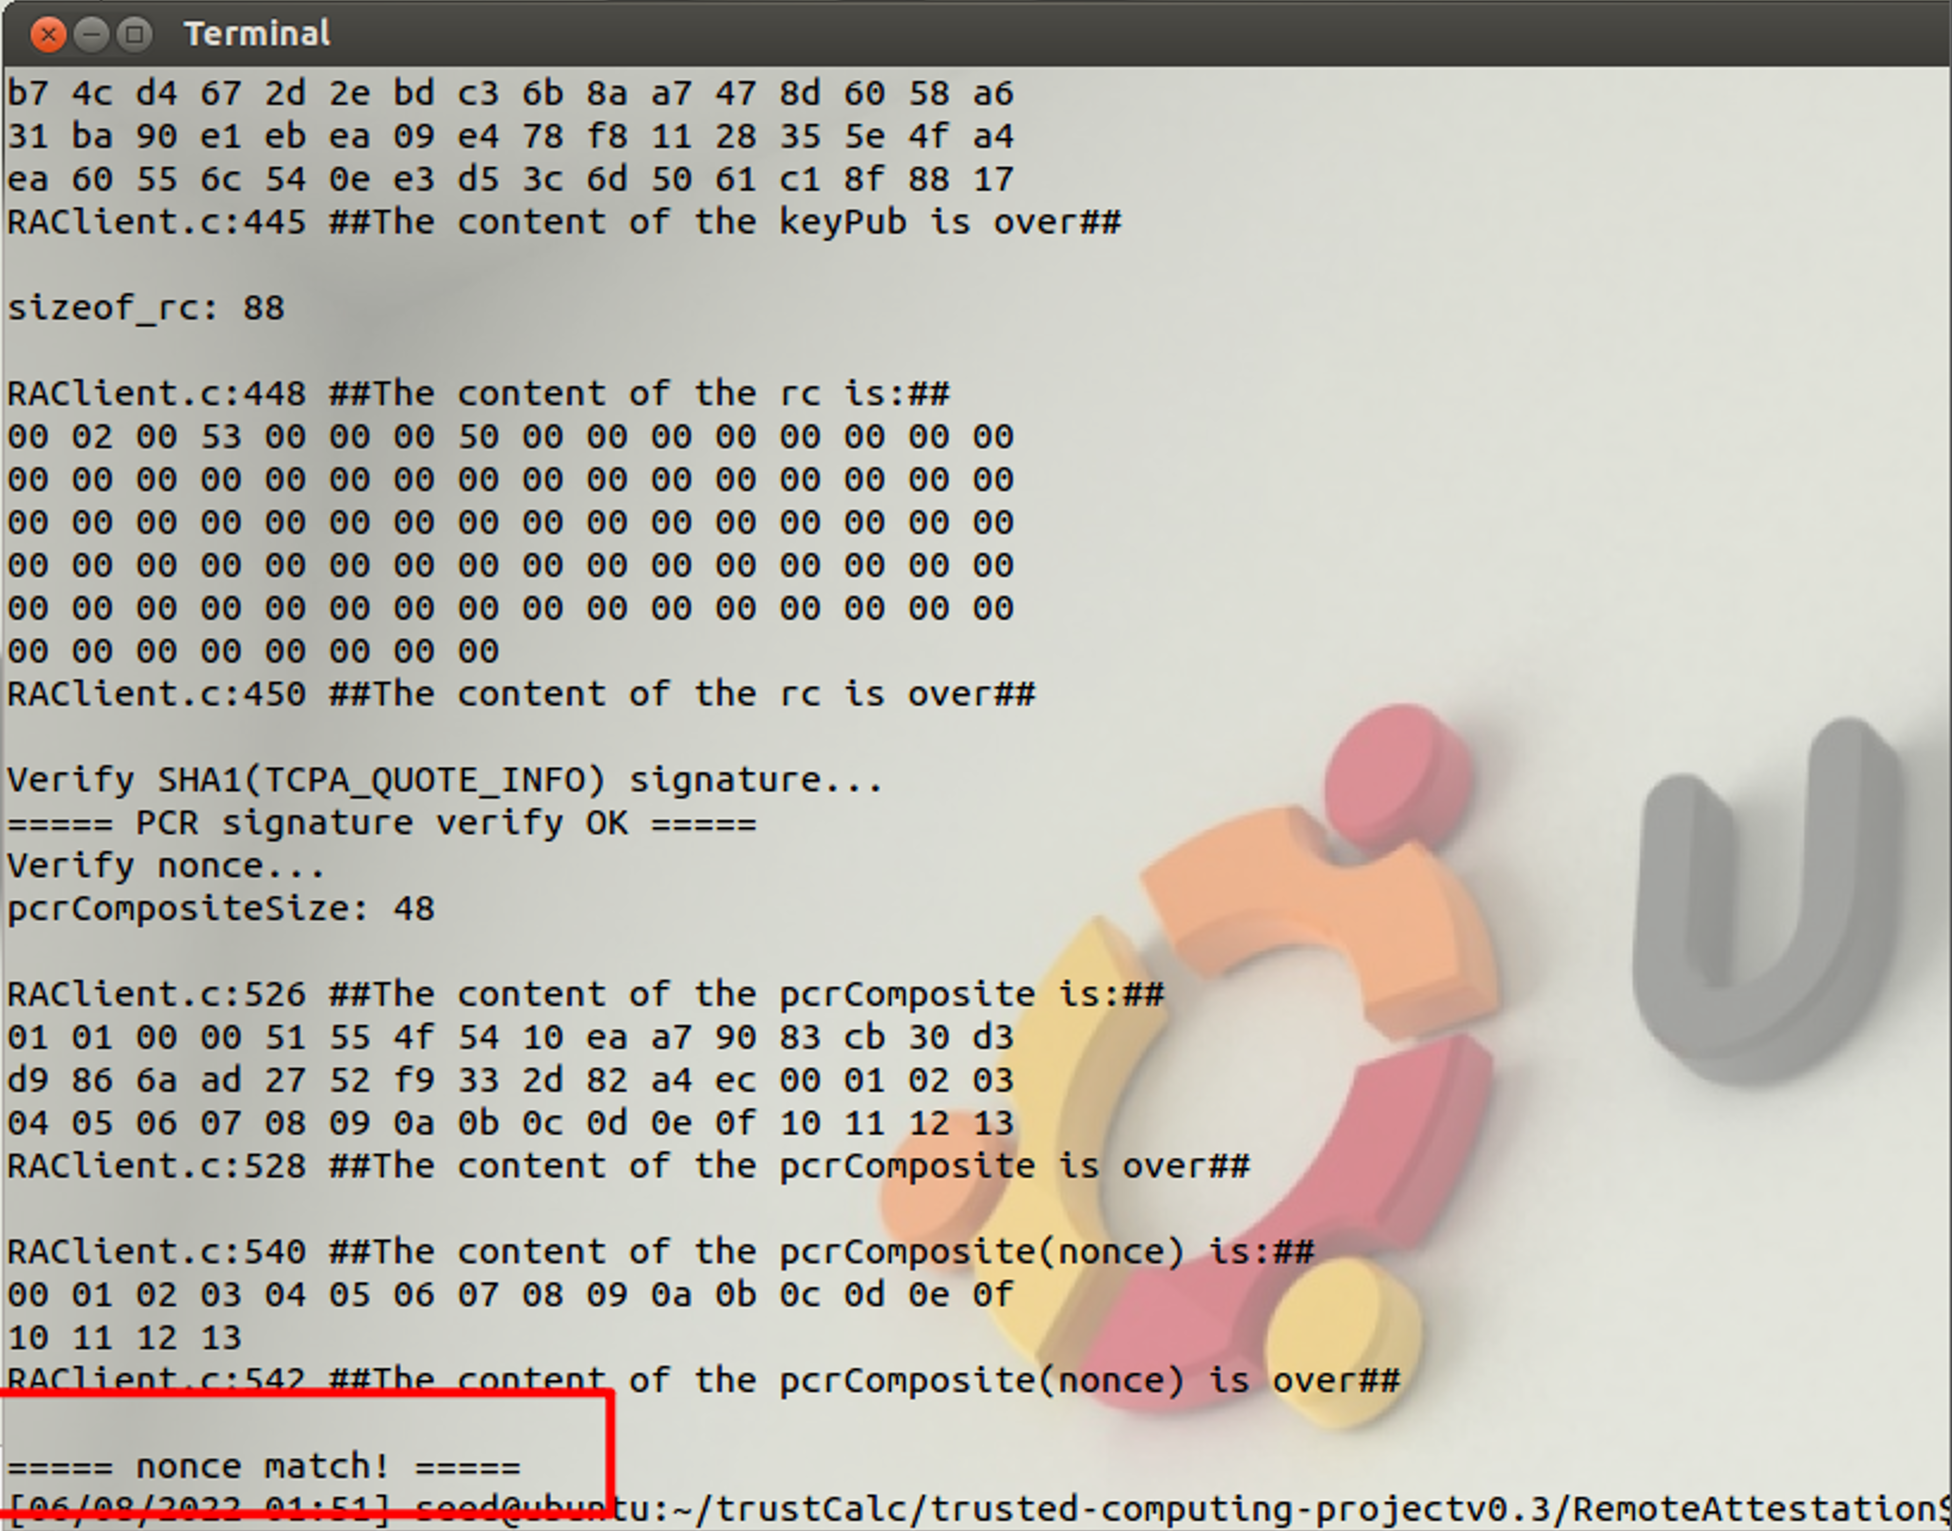 Terminal
b7 4c d4 67 2d 2e bd c3 6b 8a a7 47 8d 60 58 a6
31 ba 90 e1 eb ea 09 e4 78 f8 11 28 35 5e 4f a4
ea 60 55 6c 54 0e e3 d5 3c 6d 50 61 c1 8f 88 17
RAClient.c:445 ##The content of the keyPub is over##
sizeof_rc: 88
RAClient.c:448 ##The content of the rc is:##
00 02 00 53 00 00 00 50 00 00 00 00 00 00 00 00
00 00 00 00 00 00 00 00 00 00 00 00 00 00 00 00
00 00 00 00 00 00 00 00 00 00 00 00 00 00 00 00
00 00 00 00 00 00 00 00 00 00 00 00 00 00 00 00
00 00 00 00 00 00 00 00 00 00 00 00 00 00 00 00
00 00 00 00 00 00 00 00
RAClient.c:450 ##The content of the rc is over##
Verify SHA1(TCPA_QUOTE_INFO) signature...
===== PCR signature verify OK =====
Verify nonce...
pcrCompositeSize: 48
RAClient.c:526 ##The content of the pcrComposite is:##
01 01 00 00 51 55 4f 54 10 ea a7 90 83 cb 30 d3
d9 86 6a ad 27 52 f9 33 2d 82 a4 ec 00 01 02 03
04 05 06 07 08 09 0a 0b 0c 0d 0e 0f 10 11 12 13
RAClient.c:528 ##The content of the pcrComposite is over##
RAClient.c:540 ##The content of the pcrComposite(nonce) is:##
00 01 02 03 04 05 06 07 08 09 0a 0b 0c 0d 0e 0f
10 11 12 13
RAClient.c:542 ##The content of the pcrComposite(nonce) is over##
===== nonce match! =====
[06/08/2022 01:51] seed@ubuntu:~/trustCalc/trusted-computing-projectv0.3/RemoteAttestation$
U